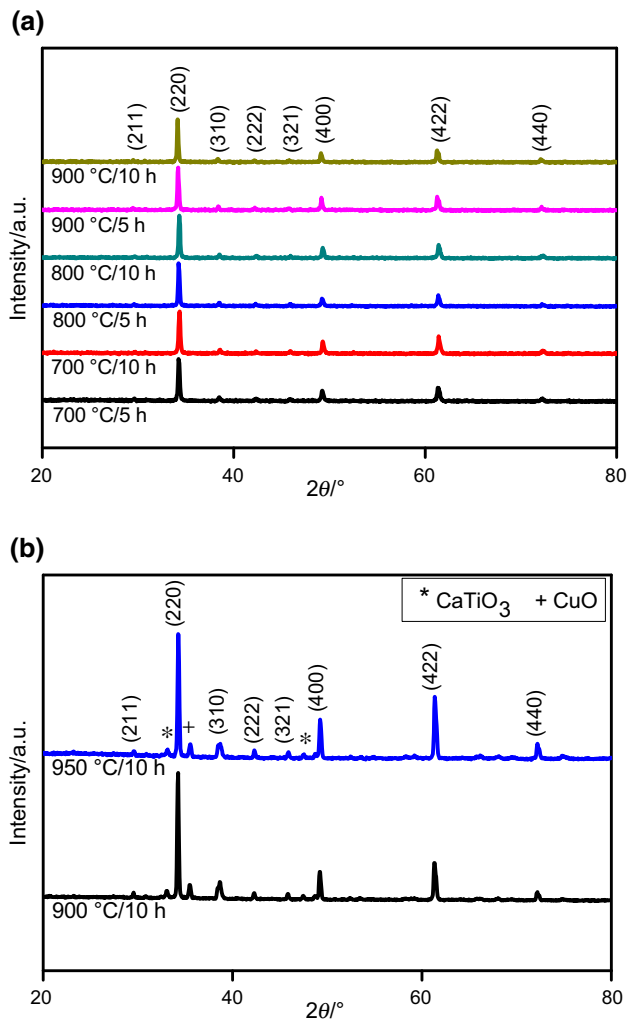 (a)
(211) (220) (310) (222) (321) (400) (422) (440)
900 °C/10 h
900 °C/5 h
800 °C/10 h
800 °C/5 h
700 °C/10 h
700 °C/5 h
Intensity/a.u.
20 40 60 80
2θ/°
(b)
* CaTiO3 + CuO
(211) * (220) + (310) (222) (321) * (400) (422) (440)
950 °C/10 h
900 °C/10 h
Intensity/a.u.
20 40 60 80
2θ/°